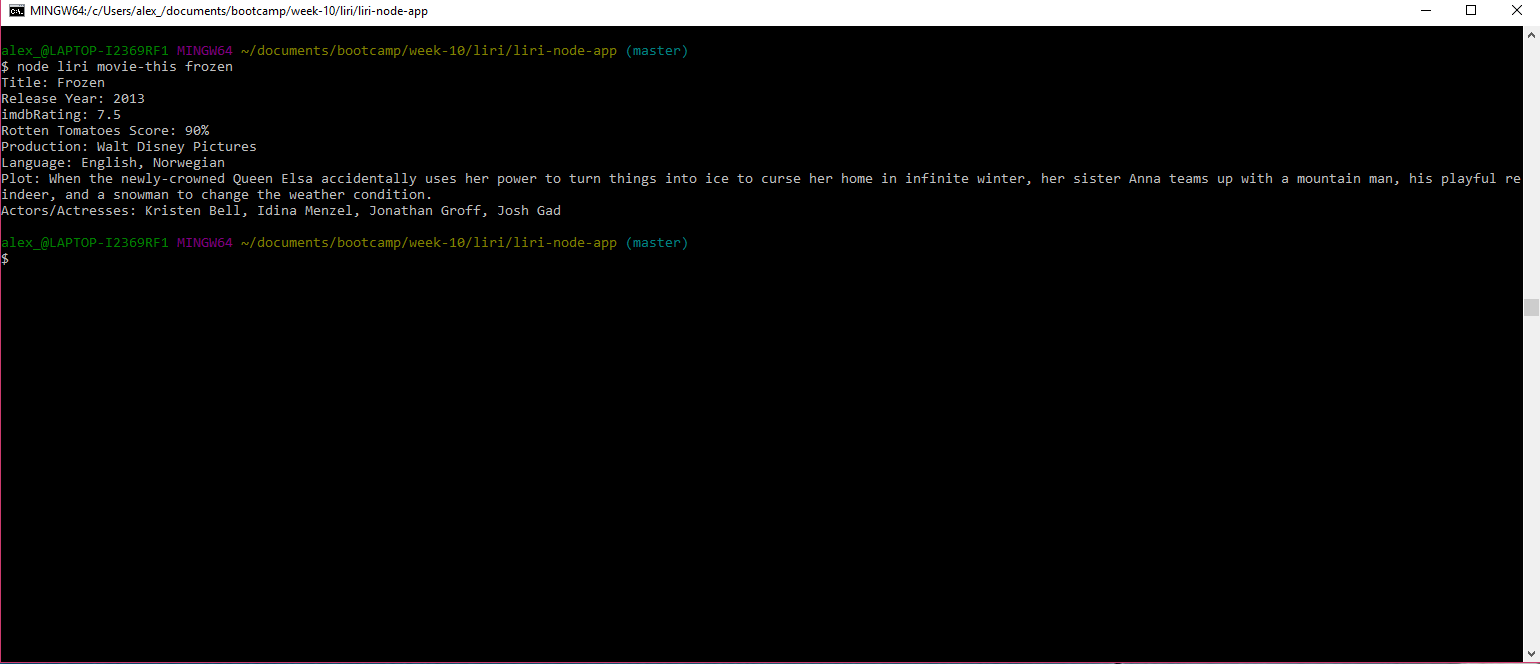 MINGW64:/c/Users/alex_/documents/bootcamp/week-10/liri/liri-node-app
alex_@LAPTOP-I2369RF1 MINGW64 ~/documents/bootcamp/week-10/liri/liri-node-app (master)
$ node liri movie-this frozen
Title: Frozen
Release Year: 2013
imdbRating: 7.5
Rotten Tomatoes Score: 90%
Production: Walt Disney Pictures
Language: English, Norwegian
Plot: When the newly-crowned Queen Elsa accidentally uses her power to turn things into ice to curse her home in infinite winter, her sister Anna teams up with a mountain man, his playful re
indeer, and a snowman to change the weather condition.
Actors/Actresses: Kristen Bell, Idina Menzel, Jonathan Groff, Josh Gad
alex_@LAPTOP-I2369RF1 MINGW64 ~/documents/bootcamp/week-10/liri/liri-node-app (master)
$